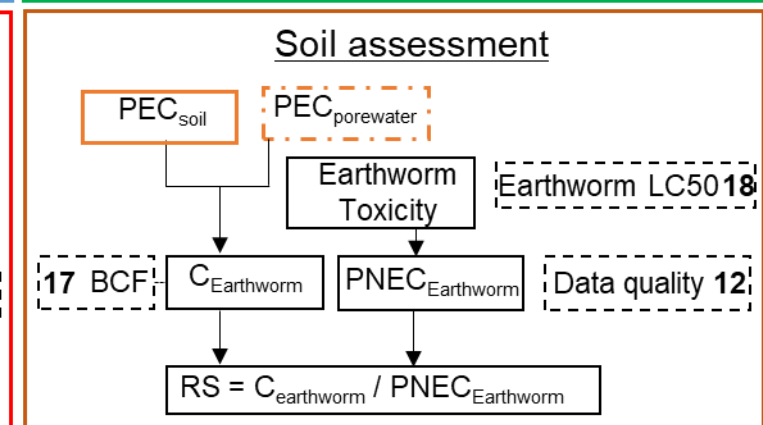 Soil assessment
PECsoil
PECporewater
Earthworm
Toxicity
Earthworm LC50 18
17 BCF
CEarthworm
PNECEarthworm
Data quality 12
RS = Cearthworm / PNECEarthworm